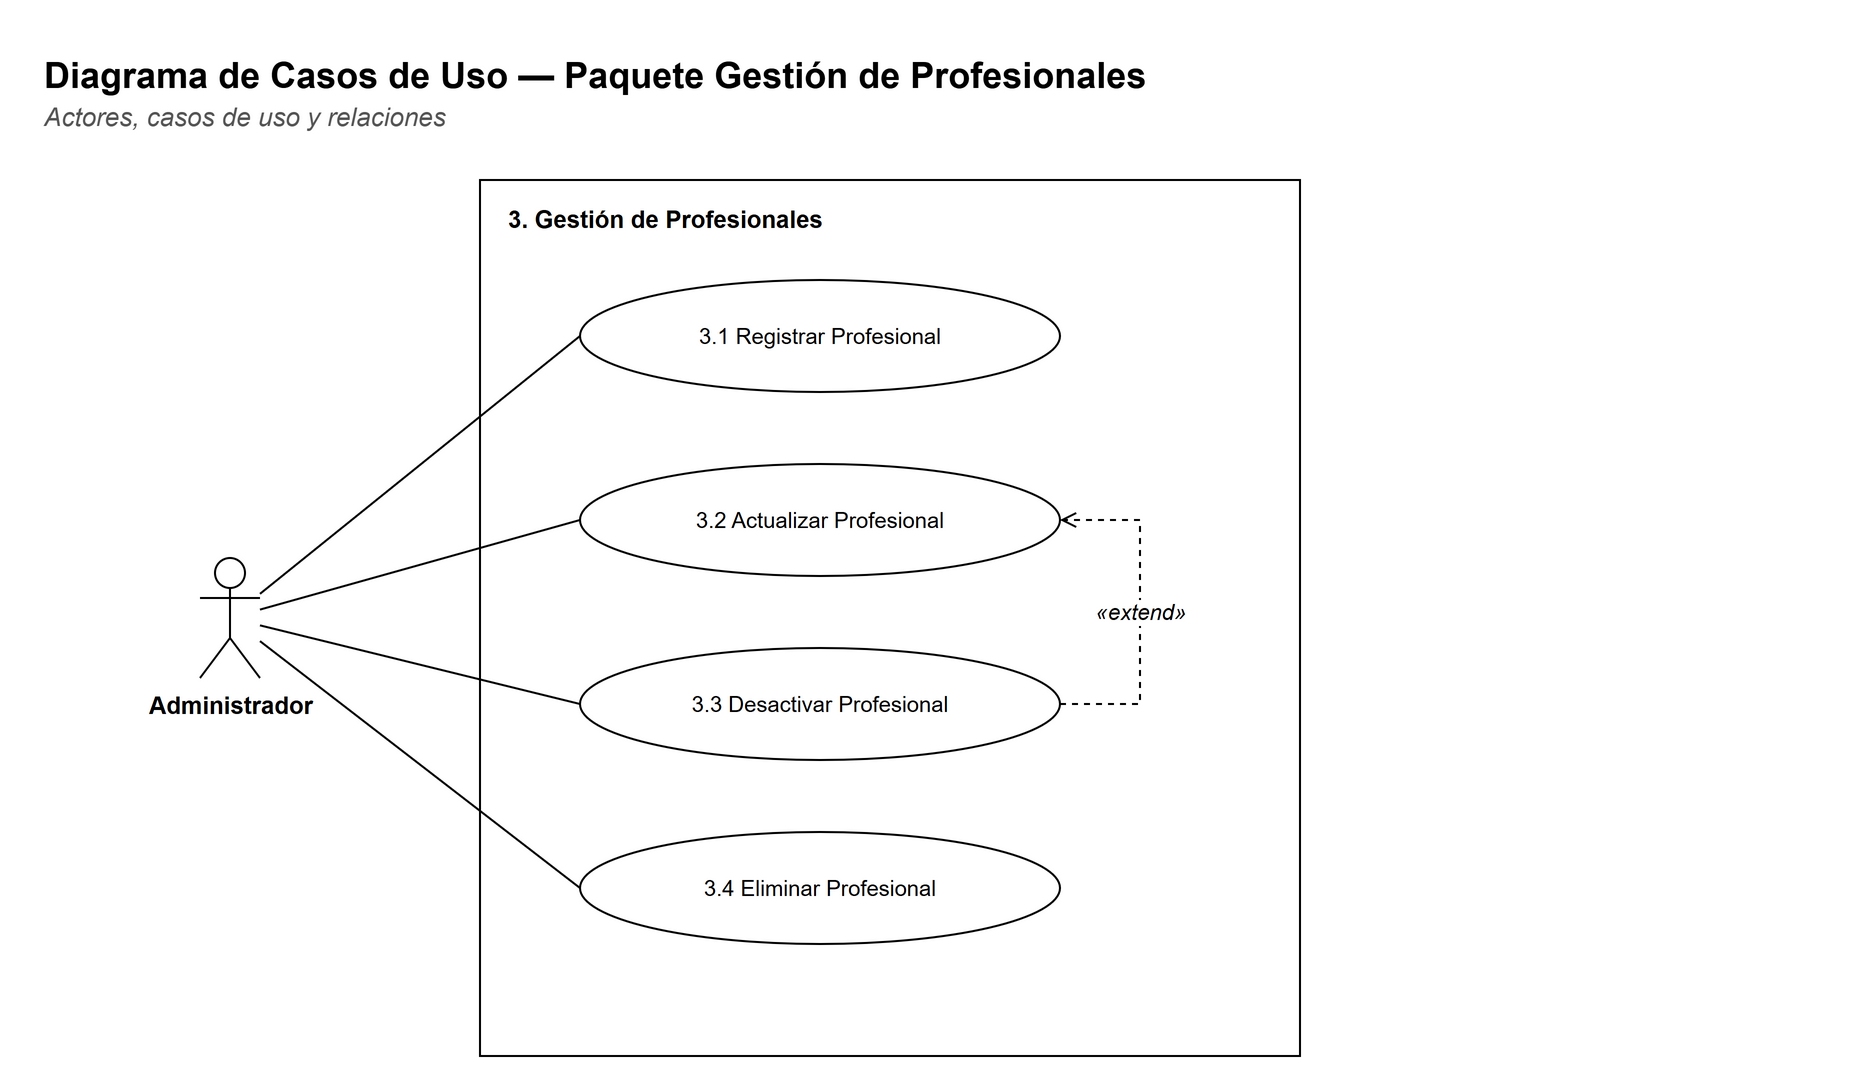 Diagrama de Casos de Uso — Paquete Gestión de Profesionales
Actores, casos de uso y relaciones
3. Gestión de Profesionales
3.1 Registrar Profesional
3.2 Actualizar Profesional
«extend»
3.3 Desactivar Profesional
Administrador
3.4 Eliminar Profesional